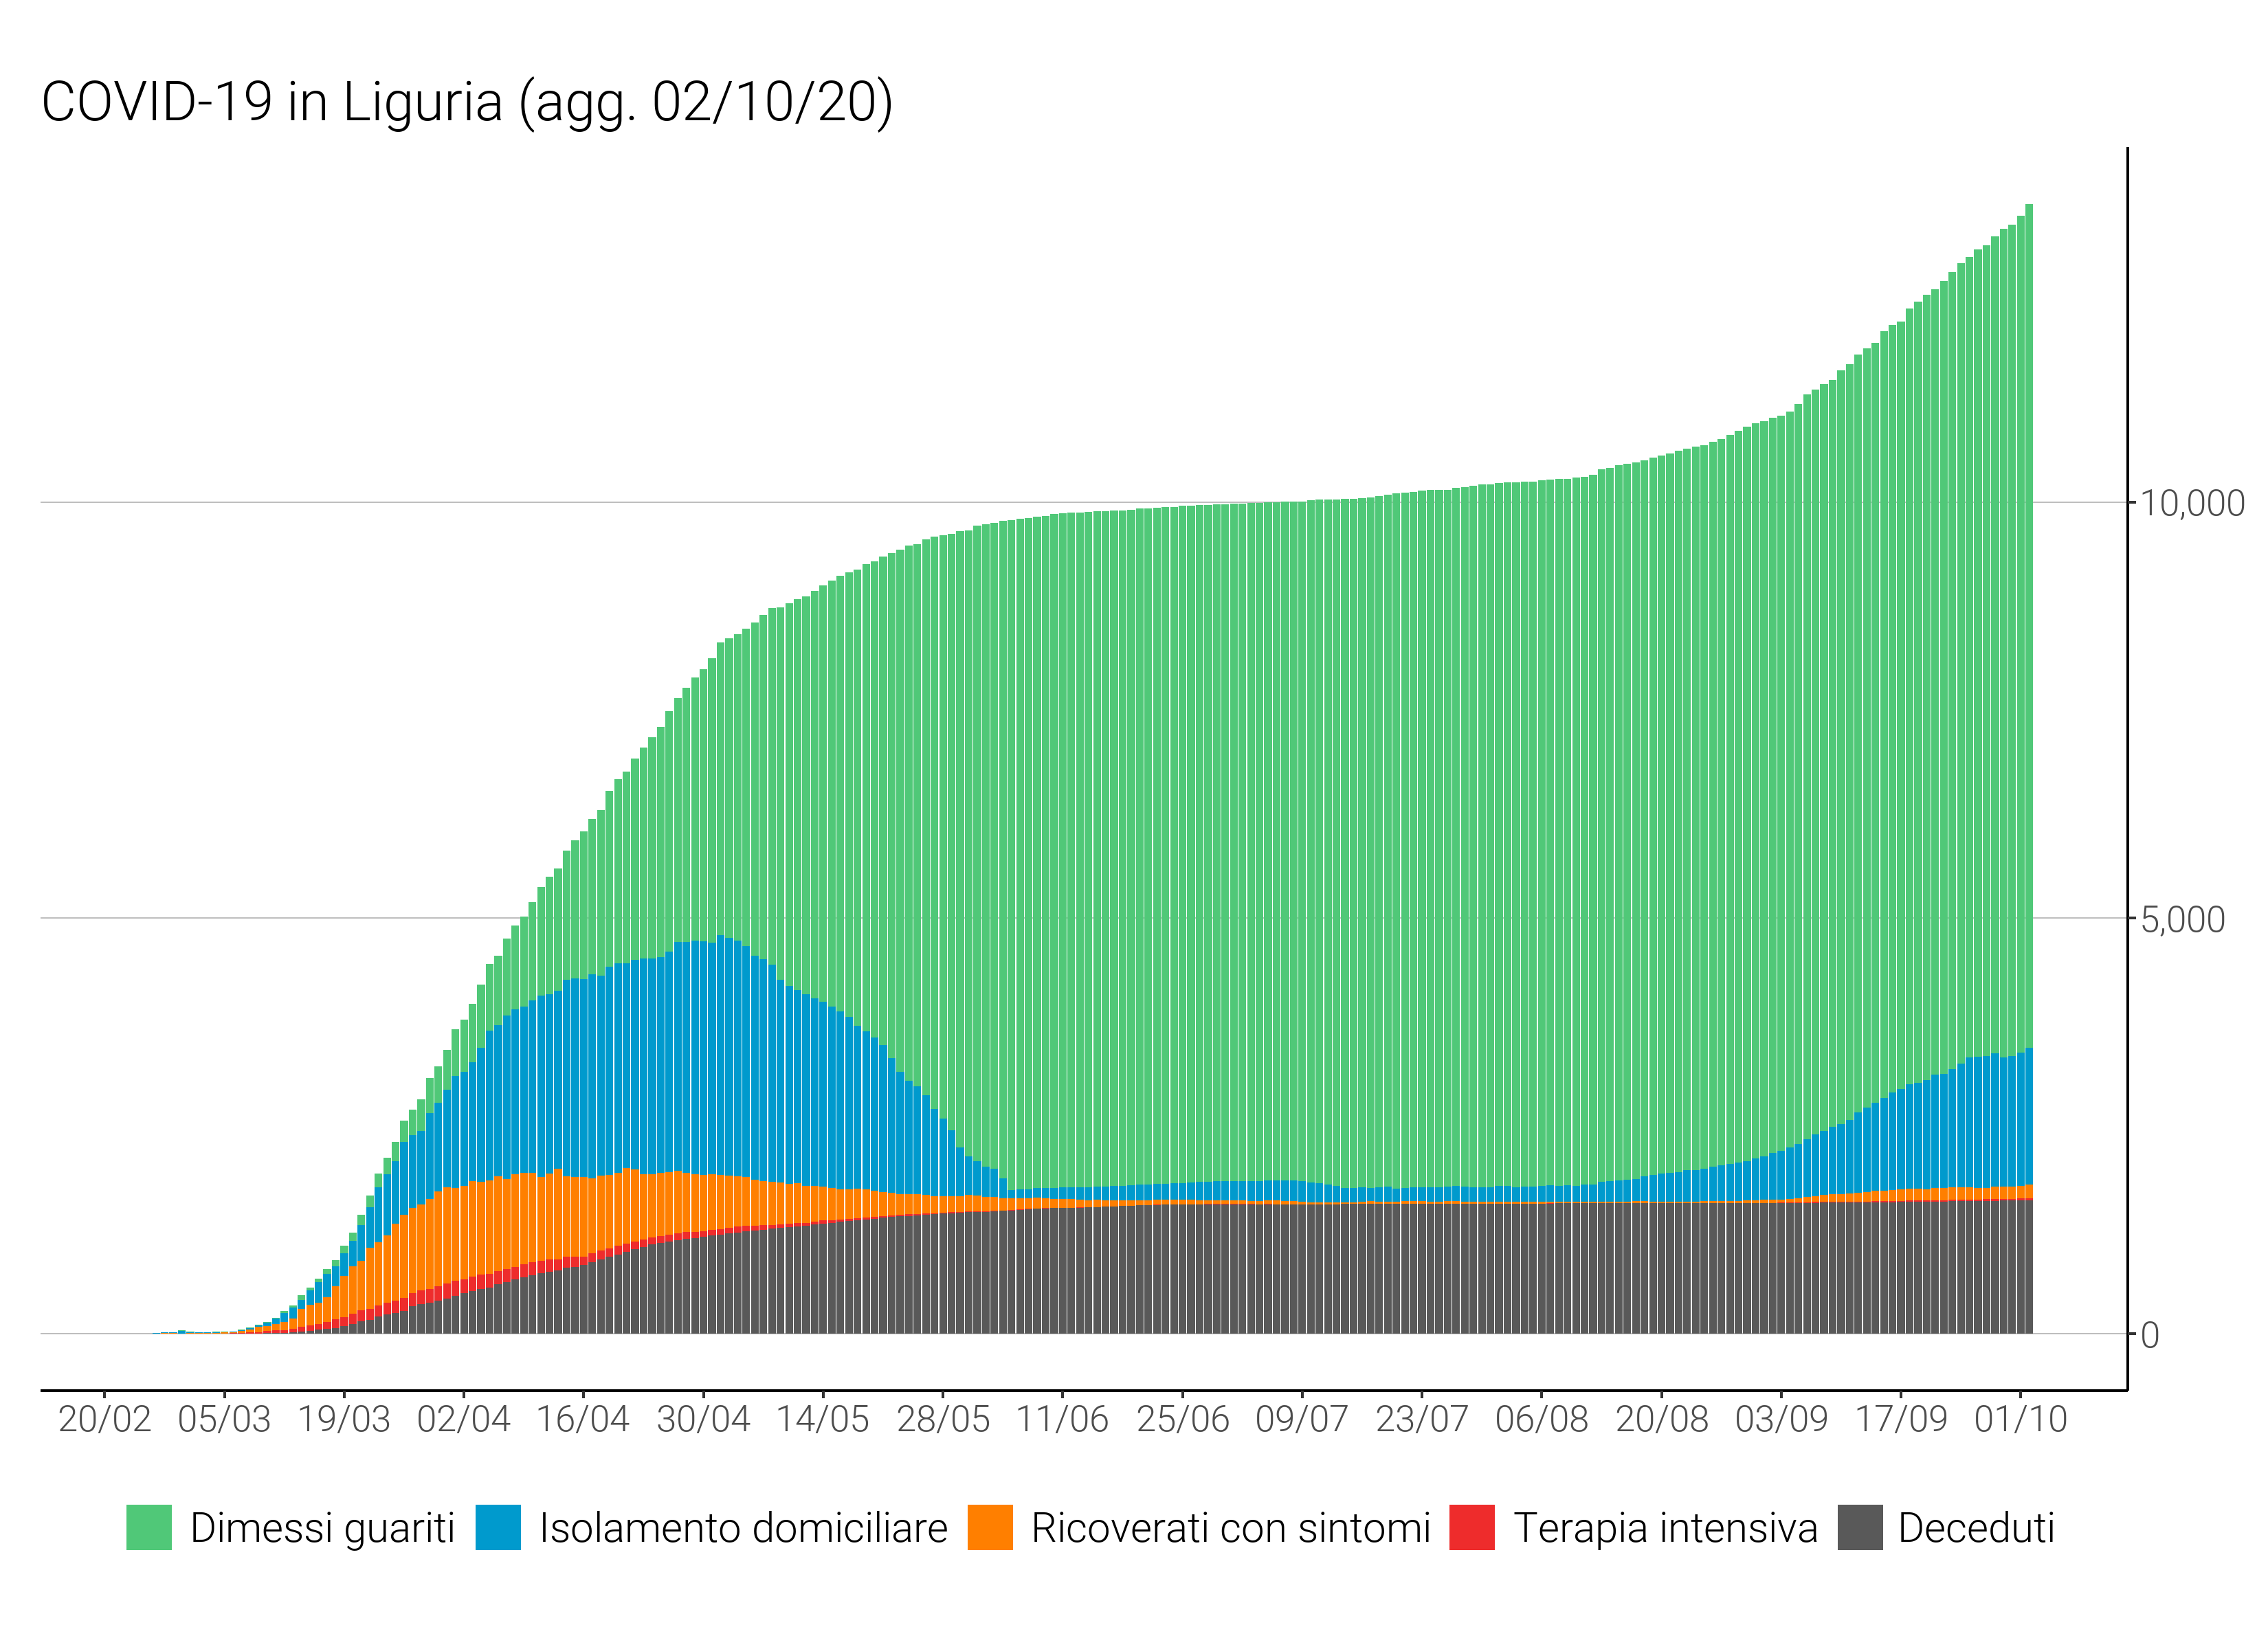 COVID-19 in Liguria (agg. 02/10/20)
10,000
5,000
0
20/02 05/03 19/03 02/04 16/04 30/04 14/05 28/05 11/06 25/06 09/07 23/07 06/08 20/08 03/09 17/09 01/10
Dimessi guariti Isolamento domiciliare Ricoverati con sintomi Terapia intensiva Deceduti